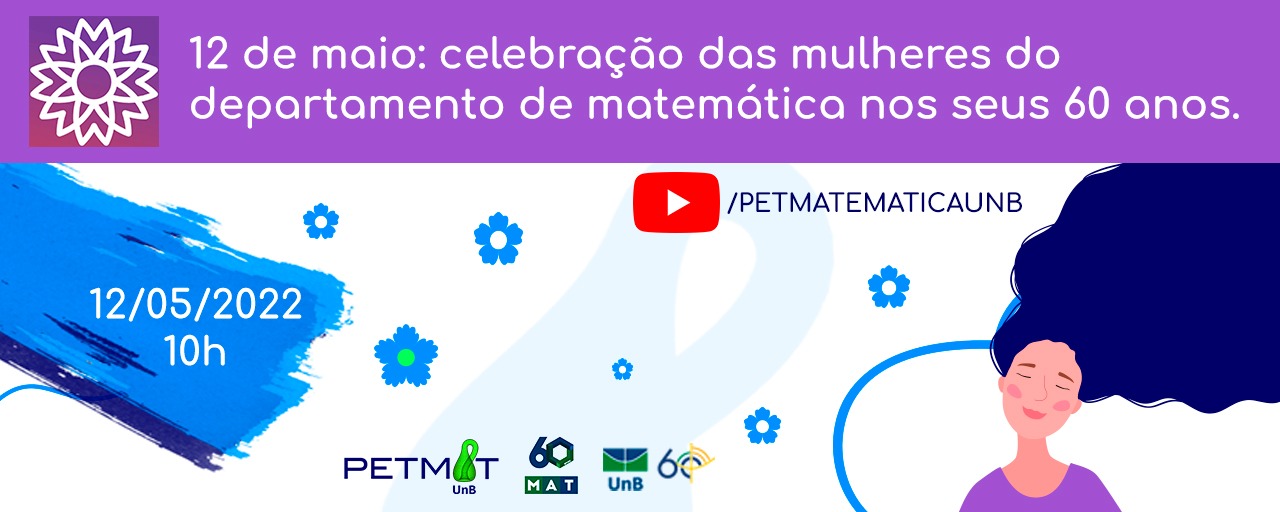 12 de maio: celebração das mulheres do
departamento de matemática nos seus 60 anos.
/PETMATEMATICAUNB
12/05/2022
10h
PETMAT
UnB
60
MAT
UnB
60